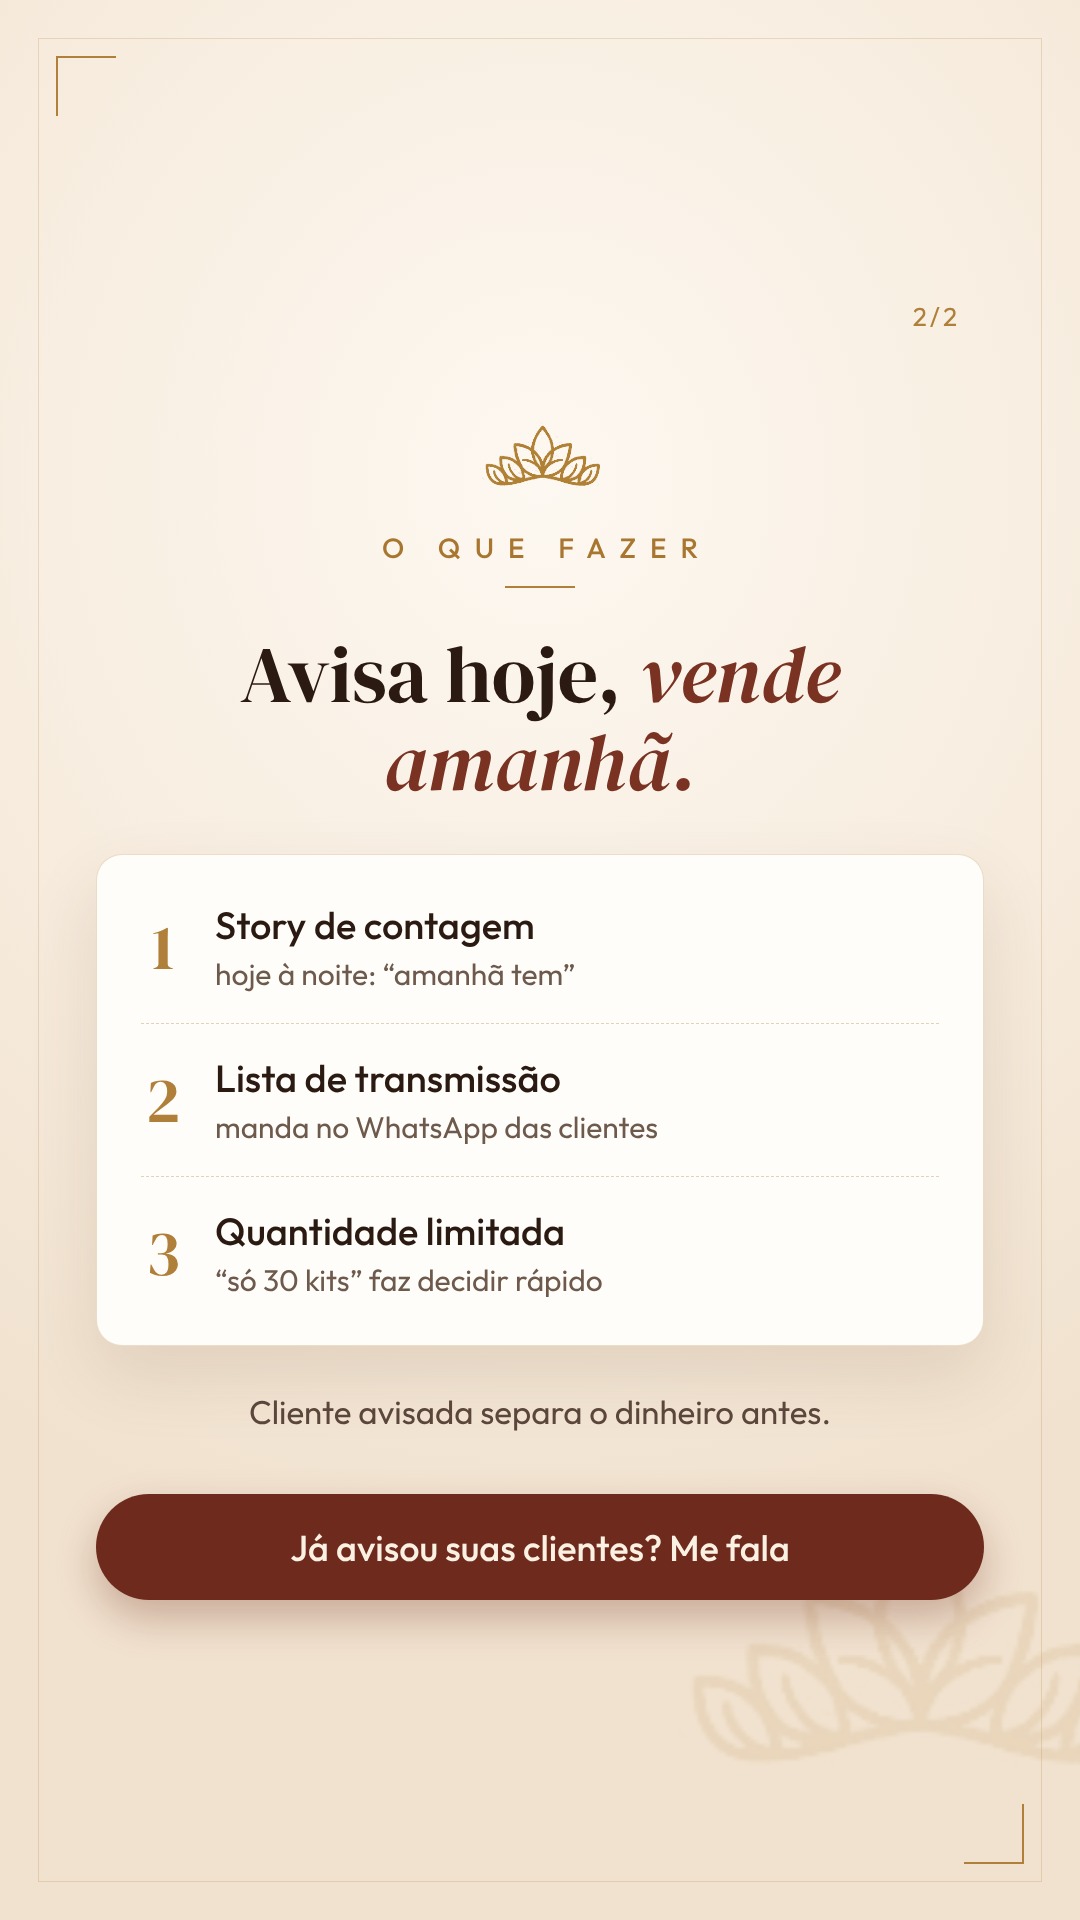 2/2
O QUE FAZER
Avisa hoje, vende
amanhã.
1
Story de contagem
hoje à noite: “amanhã tem”
2
Lista de transmissão
manda no WhatsApp das clientes
3
Quantidade limitada
“só 30 kits” faz decidir rápido
Cliente avisada separa o dinheiro antes.
Já avisou suas clientes? Me fala